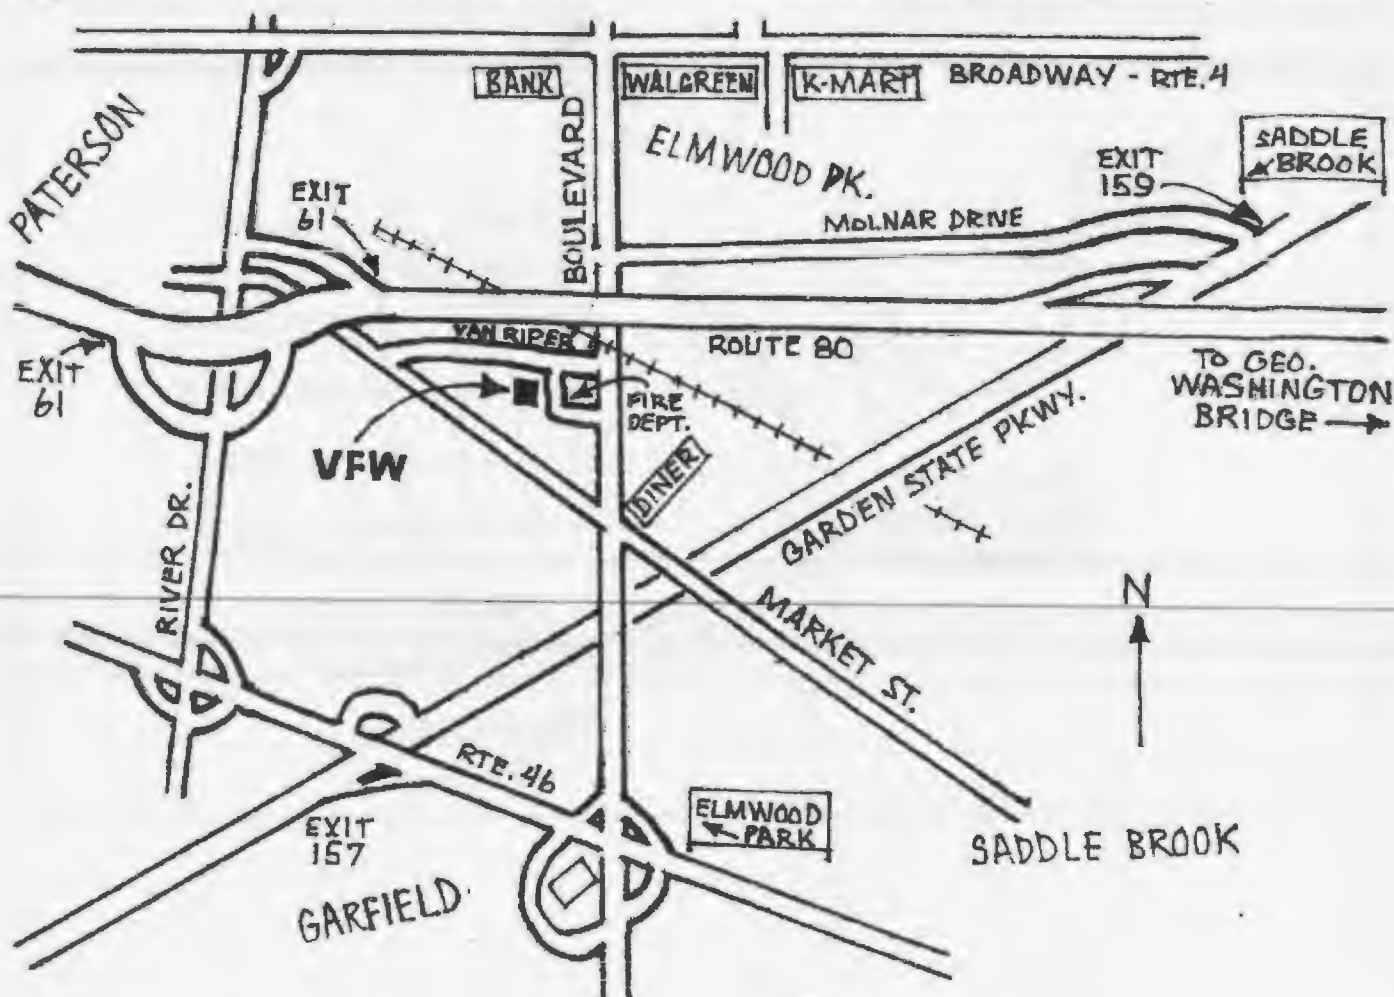 BANK
WALGREEN
K-MART
BROADWAY - RTE. 4
PATERSON
BOULEVARD
ELMWOOD PK.
EXIT
159
SADDLE
BROOK
EXIT
61
MOLNAR DRIVE
VAN RIPER
ROUTE 80
EXIT
61
TO GEO.
WASHINGTON
BRIDGE
FIRE
DEPT.
VFW
DINER
GARDEN STATE PKWY.
RIVER DR.
N
MARKET ST.
RTE. 46
ELMWOOD
PARK
EXIT
157
SADDLE BROOK
GARFIELD